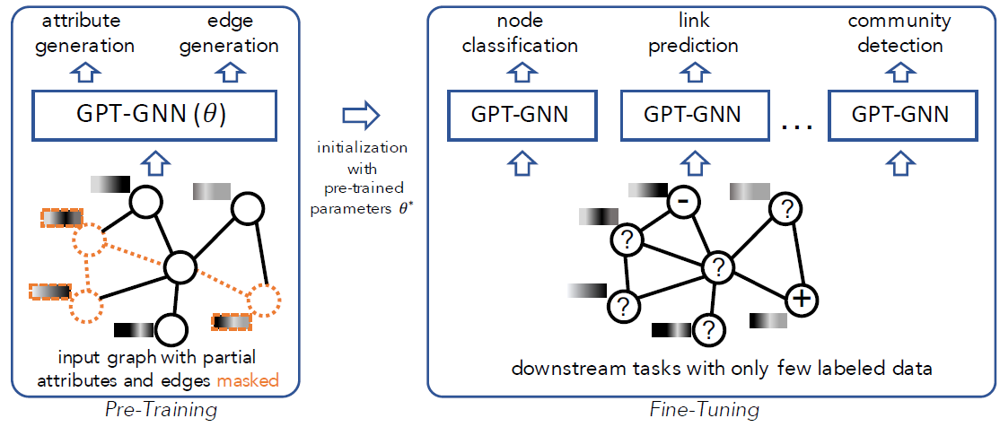 attribute
generation
edge
generation
GPT-GNN (θ)
input graph with partial
attributes and edges masked
Pre-Training
initialization
with
pre-trained
parameters θ*
node
classification
link
prediction
community
detection
GPT-GNN
GPT-GNN
...
GPT-GNN
-
?
?
?
?
+
?
downstream tasks with only few labeled data
Fine-Tuning